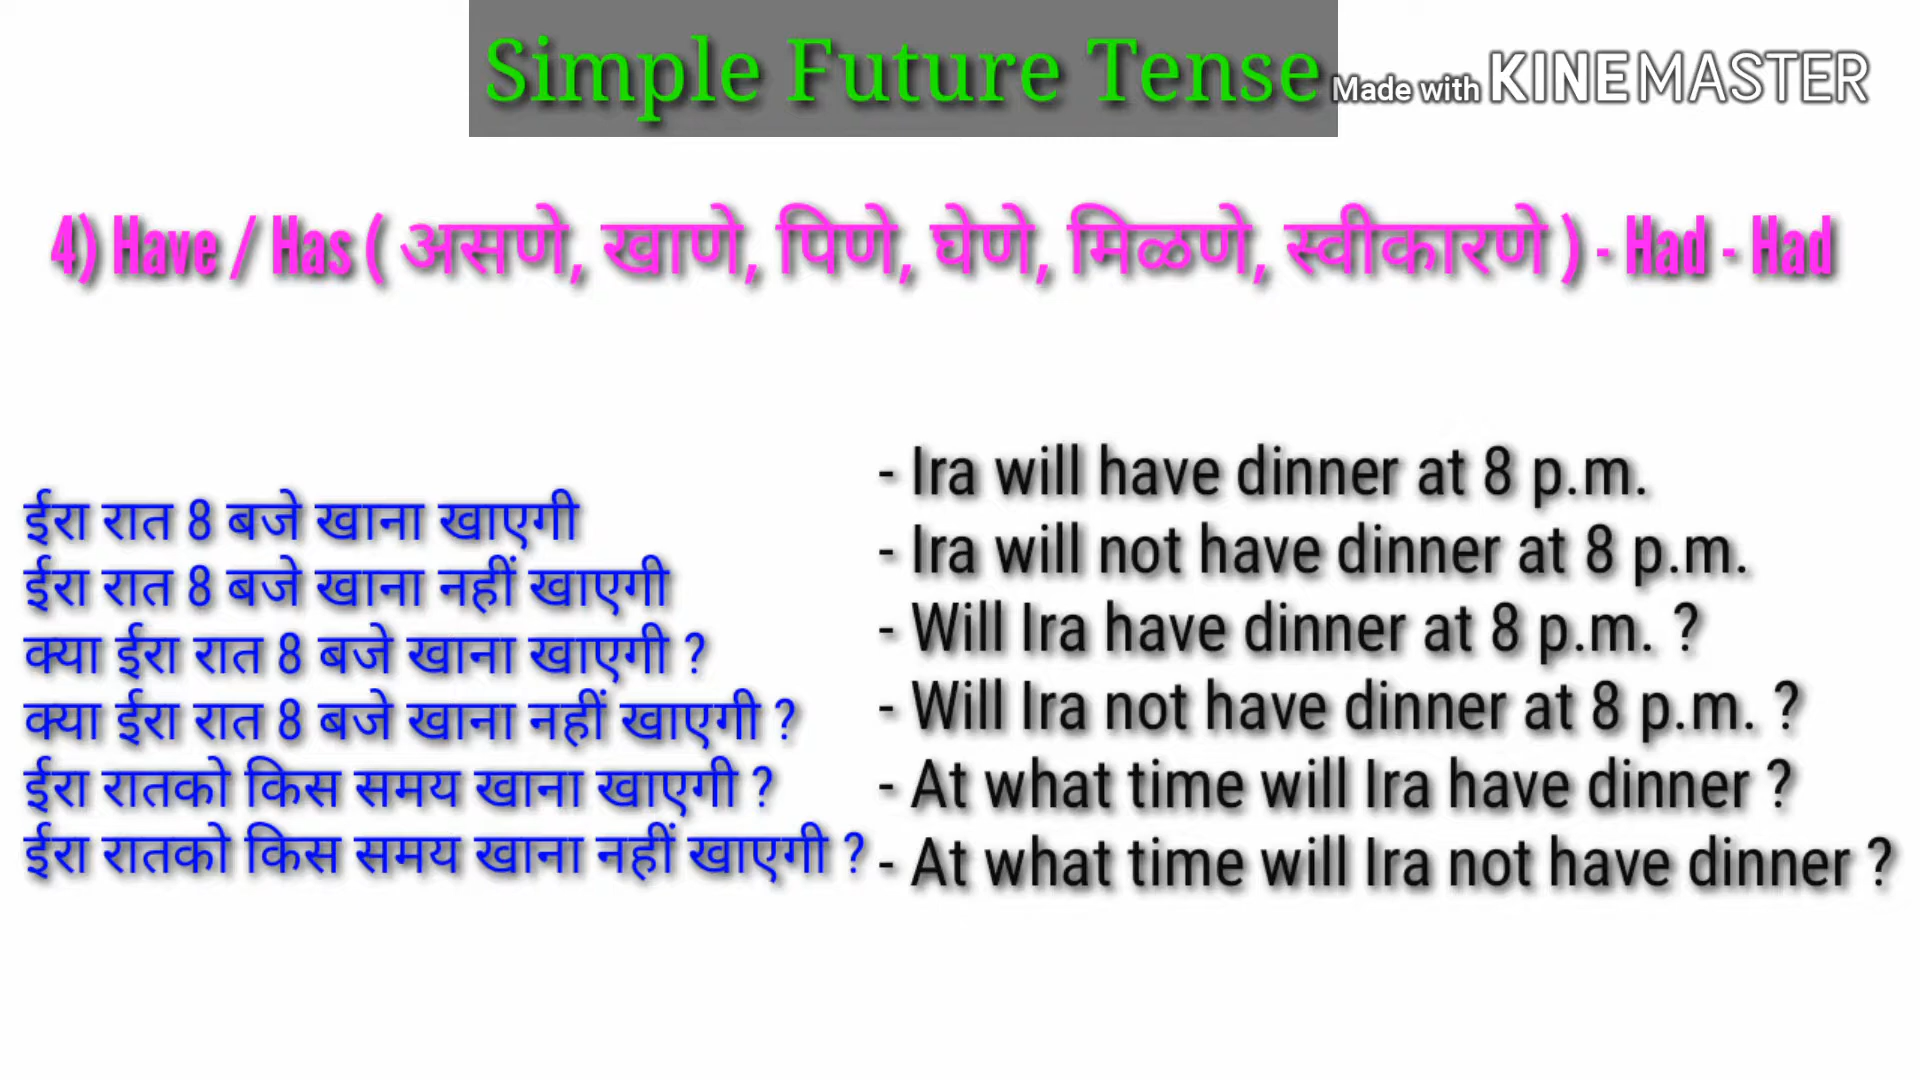 Simple Future Tense
Made with KINEMASTER
4) Have / Has ( असणे, खाणे, पिणे, घेणे, मिळणे, स्वीकारणे ) - Had - Had
ईरा रात 8 बजे खाना खाएगी
ईरा रात 8 बजे खाना नहीं खाएगी
क्या ईरा रात 8 बजे खाना खाएगी ?
क्या ईरा रात 8 बजे खाना नहीं खाएगी ?
ईरा रातको किस समय खाना खाएगी ?
ईरा रातको किस समय खाना नहीं खाएगी ?
- Ira will have dinner at 8 p.m.
- Ira will not have dinner at 8 p.m.
- Will Ira have dinner at 8 p.m. ?
- Will Ira not have dinner at 8 p.m. ?
- At what time will Ira have dinner ?
- At what time will Ira not have dinner ?